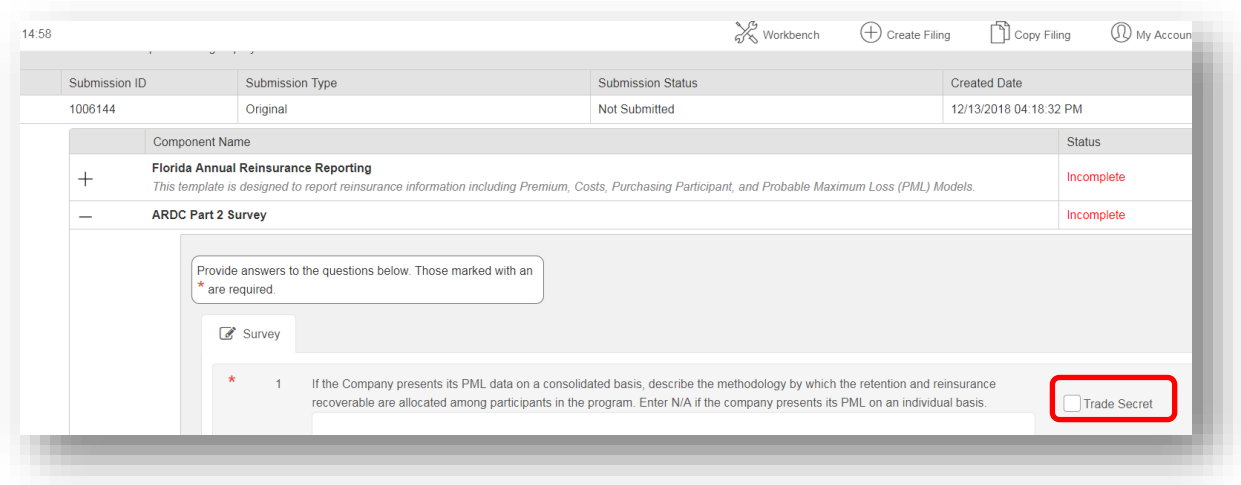 14:58
Workbench
Create Filing
Copy Filing
My Accoun
Submission ID Submission Type Submission Status Created Date
1006144 Original Not Submitted 12/13/2018 04:18:32 PM
Component Name Status
Florida Annual Reinsurance Reporting
This template is designed to report reinsurance information including Premium, Costs, Purchasing Participant, and Probable Maximum Loss (PML) Models.
Incomplete
ARDC Part 2 Survey Incomplete
Provide answers to the questions below. Those marked with an
* are required.
Survey
* 1 If the Company presents its PML data on a consolidated basis, describe the methodology by which the retention and reinsurance
recoverable are allocated among participants in the program. Enter N/A if the company presents its PML on an individual basis.
Trade Secret